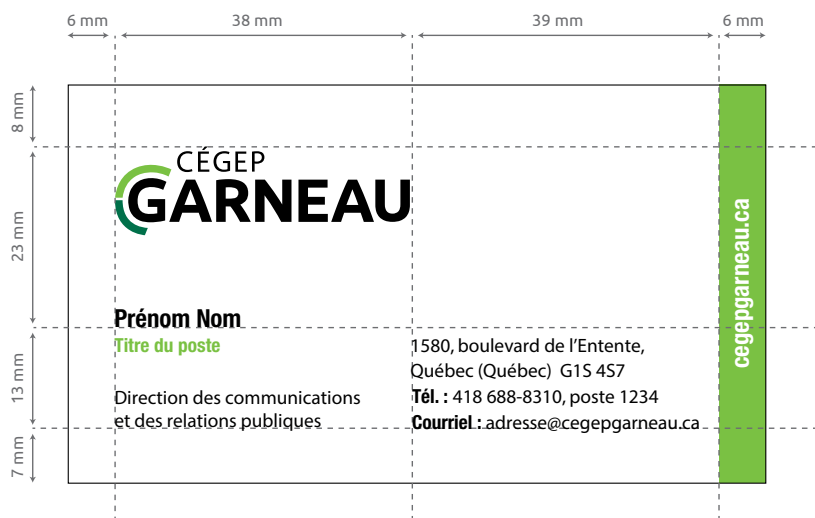 6 mm
38 mm
39 mm
6 mm
8 mm
23 mm
13 mm
7 mm
CÉGEP
GARNEAU
Prénom Nom
Titre du poste
Direction des communications
et des relations publiques
1580, boulevard de l’Entente,
Québec (Québec)  G1S 4S7
Tél. : 418 688-8310, poste 1234
Courriel : adresse@cegepgarneau.ca
cegepgarneau.ca